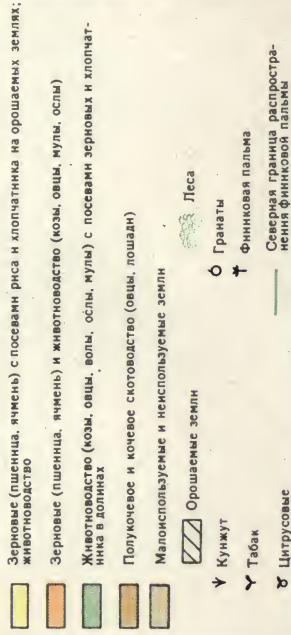 Зерновые (пшеница, ячмень) с посевами риса и хлопчатника на орошаемых землях;
животноводство
Зерновые (пшеница, ячмень) и животноводство (козы, овцы, мулы, ослы)
Животноводство (козы, овцы, волы, ослы, мулы) с посевами зерновых и хлопчат-
ника в долинах
Полукочевое и кочевое скотоводство (овцы, лошади)
Малоиспользуемые и неиспользуемые земли
Орошаемые земли
Леса
Кунжут
Гранаты
Табак
Финиковая пальма
Цитрусовые
Северная граница распростра-
нения финиковой пальмы